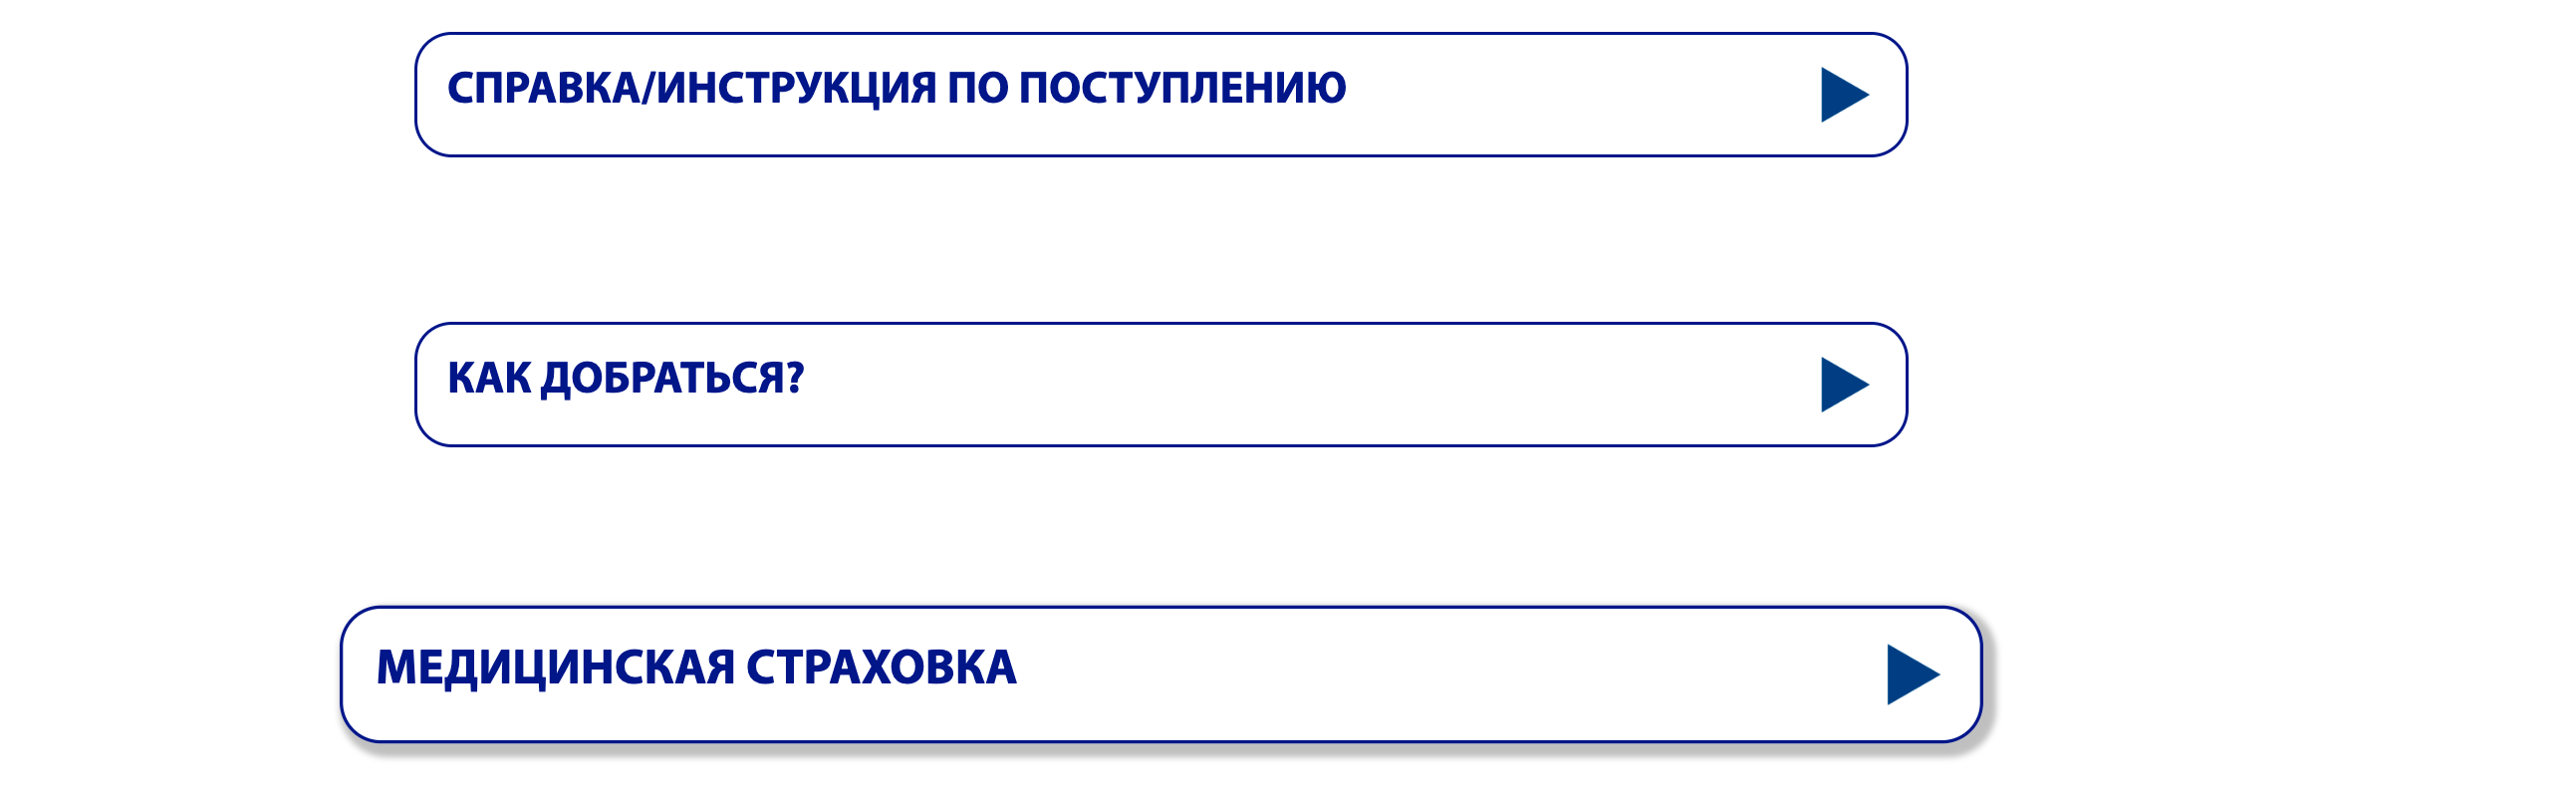 СПРАВКА/ИНСТРУКЦИЯ ПО ПОСТУПЛЕНИЮ
КАК ДОБРАТЬСЯ?
МЕДИЦИНСКАЯ СТРАХОВКА